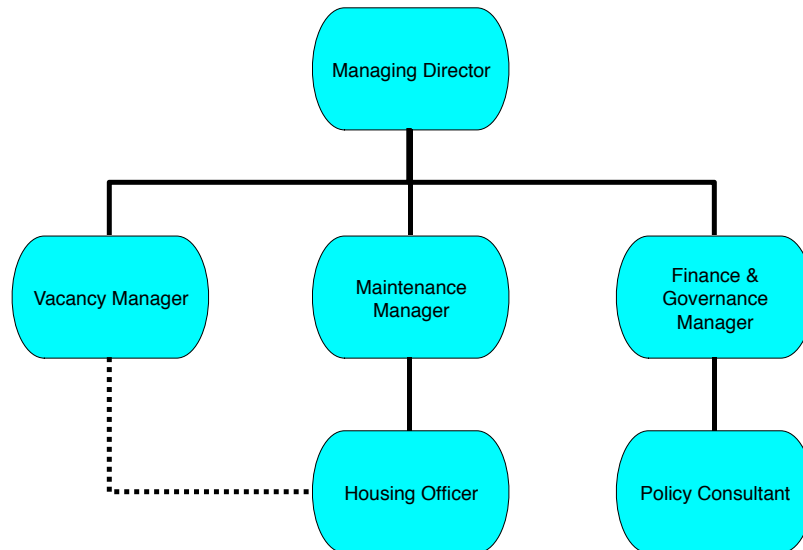 Managing Director
Vacancy Manager
Maintenance
Manager
Finance &
Governance
Manager
Housing Officer
Policy Consultant